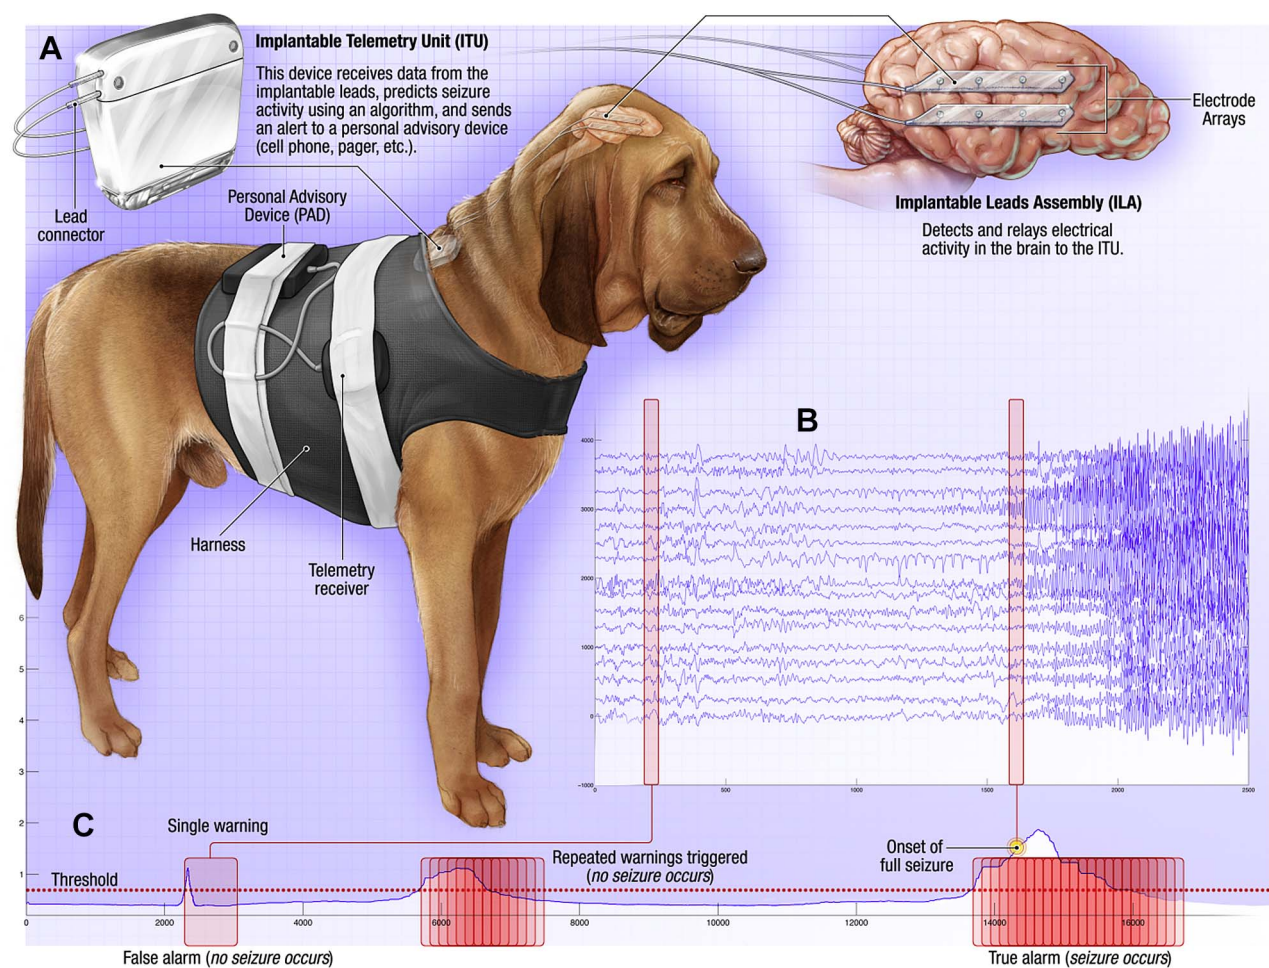 A
Implantable Telemetry Unit (ITU)
This device receives data from the
implantable leads, predicts seizure
activity using an algorithm, and sends
an alert to a personal advisory device
(cell phone, pager, etc.).
Lead
connector
Personal Advisory
Device (PAD)
Electrode
Arrays
Implantable Leads Assembly (ILA)
Detects and relays electrical
activity in the brain to the ITU.
Harness
Telemetry
receiver
B
4000
3000
2000
1000
0
-1000
0 500 1000 1500 2000 2500
6
5
4
3
2
1
C
Single warning
Threshold
Repeated warnings triggered
(no seizure occurs)
Onset of
full seizure
0 2000 4000 6000 8000 10000 12000 14000 16000
False alarm (no seizure occurs)
True alarm (seizure occurs)